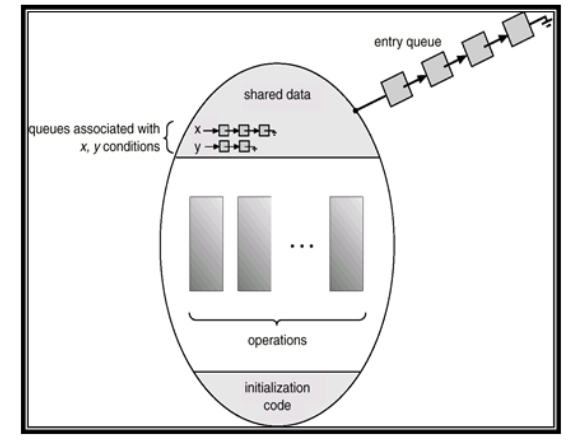 entry queue
shared data
queues associated with
x, y conditions
x
y
...
operations
initialization
code